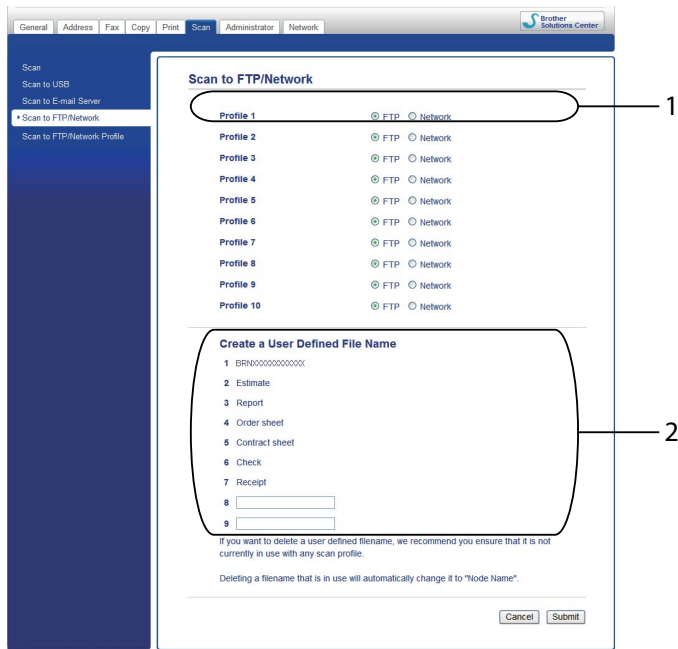 General Address Fax Copy Print Scan Administrator Network
Brother
Solutions Center
Scan
Scan to USB
Scan to E-mail Server
Scan to FTP/Network
Scan to FTP/Network Profile
Scan to FTP/Network
Profile 1 FTP Network
1
Profile 2 FTP Network
Profile 3 FTP Network
Profile 4 FTP Network
Profile 5 FTP Network
Profile 6 FTP Network
Profile 7 FTP Network
Profile 8 FTP Network
Profile 9 FTP Network
Profile 10 FTP Network
Create a User Defined File Name
1 BRNXXXXXXXXXXXX
2 Estimate
3 Report
4 Order sheet
5 Contract sheet
2
6 Check
7 Receipt
8
9
If you want to delete a user defined filename, we recommend you ensure that it is not
currently in use with any scan profile.
Deleting a filename that is in use will automatically change it to "Node Name".
Cancel Submit